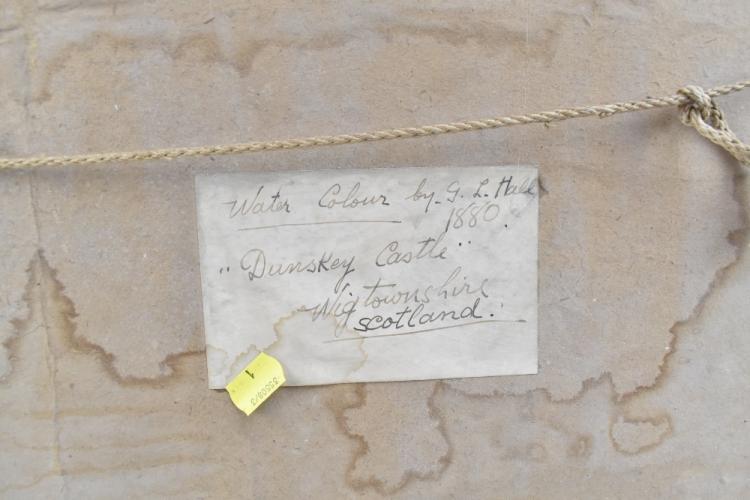 Water Colour by G. L. Hall
1880.
"Dunskey Castle"
Wigtownshire
Scotland.